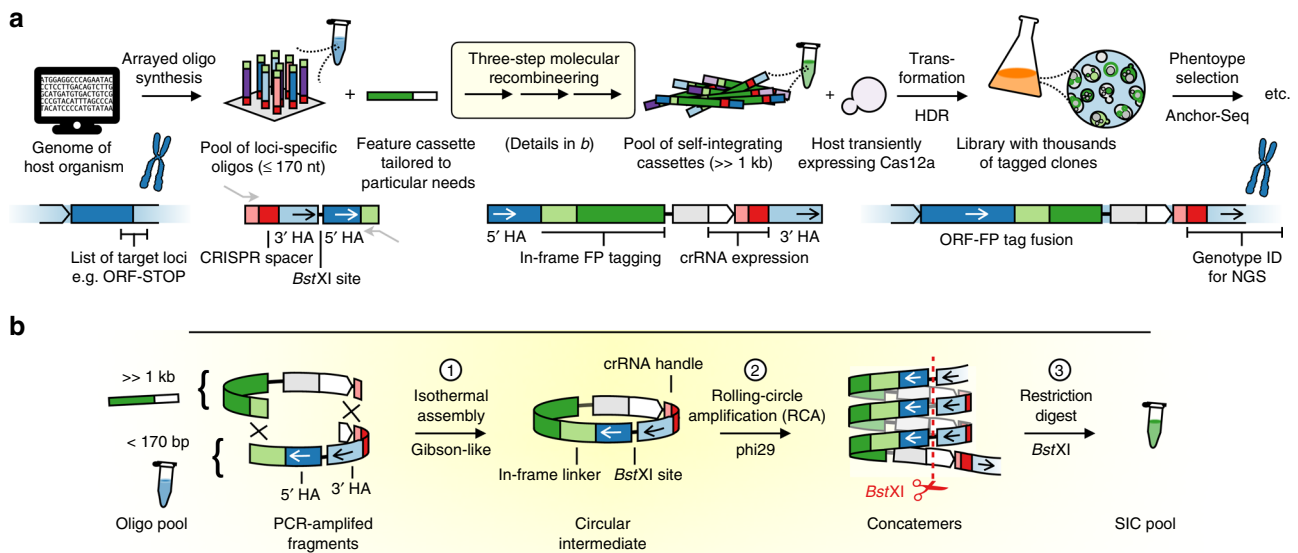 a
ATGGAGGCCCAGAATAC
CCTCCTTGACAGTCTTG
GCATGATGTGACTGTCG
CCCGTACATTTAGCCCA
TACATCCCCATGTATAA
Genome of
host organism
Arrayed oligo
synthesis
Pool of loci-specific
oligos (≤ 170 nt)
+
Feature cassette
tailored to
particular needs
Three-step molecular
recombineering
(Details in b)
Pool of self-integrating
cassettes (>> 1 kb)
+
Host transiently
expressing Cas12a
Trans-
formation
HDR
Library with thousands
of tagged clones
Phentoype
selection
Anchor-Seq
etc.
List of target loci
e.g. ORF-STOP
3′ HA
5′ HA
CRISPR spacer
BstXI site
5′ HA
In-frame FP tagging
crRNA expression
3′ HA
ORF-FP tag fusion
Genotype ID
for NGS
b
>> 1 kb
< 170 bp
Oligo pool
5′ HA
3′ HA
PCR-amplifed
fragments
1
Isothermal
assembly
Gibson-like
crRNA handle
In-frame linker
BstXI site
Circular
intermediate
2
Rolling-circle
amplification (RCA)
phi29
BstXI
Concatemers
3
Restriction
digest
BstXI
SIC pool